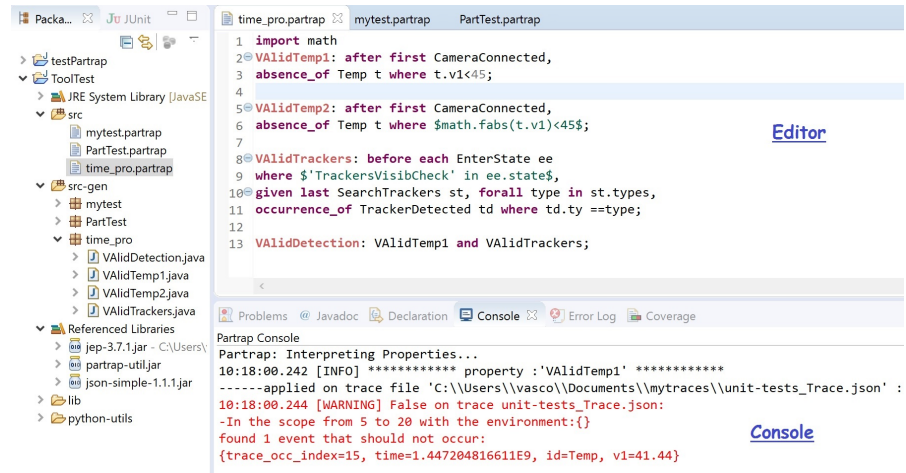 Packa...
JUnit
testPartrap
ToolTest
JRE System Library [JavaSE
src
mytest.partrap
PartTest.partrap
time_pro.partrap
src-gen
mytest
PartTest
time_pro
VAlidDetection.java
VAlidTemp1.java
VAlidTemp2.java
VAlidTrackers.java
Referenced Libraries
jep-3.7.1.jar - C:\Users\
partrap-util.jar
json-simple-1.1.1.jar
lib
python-utils
time_pro.partrap mytest.partrap PartTest.partrap
1 import math
2 VAlidTemp1: after first CameraConnected,
3 absence_of Temp t where t.v1<45;
4
5 VAlidTemp2: after first CameraConnected,
6 absence_of Temp t where $math.fabs(t.v1)<45$;
7
8 VAlidTrackers: before each EnterState ee
9 where $'TrackersVisibCheck' in ee.state$,
10 given last SearchTrackers st, forall type in st.types,
11 occurrence_of TrackerDetected td where td.ty ==type;
12
13 VAlidDetection: VAlidTemp1 and VAlidTrackers;
Editor
Problems @ Javadoc Declaration Console Error Log Coverage
Partrap Console
Partrap: Interpreting Properties...
10:18:00.242 [INFO] ************ property :'VAlidTemp1' ************
------applied on trace file 'C:\\Users\\vasco\\Documents\\mytraces\\unit-tests_Trace.json' :
10:18:00.244 [WARNING] False on trace unit-tests_Trace.json:
-In the scope from 5 to 20 with the environment:{}
found 1 event that should not occur:
{trace_occ_index=15, time=1.447204816611E9, id=Temp, v1=41.44}
Console